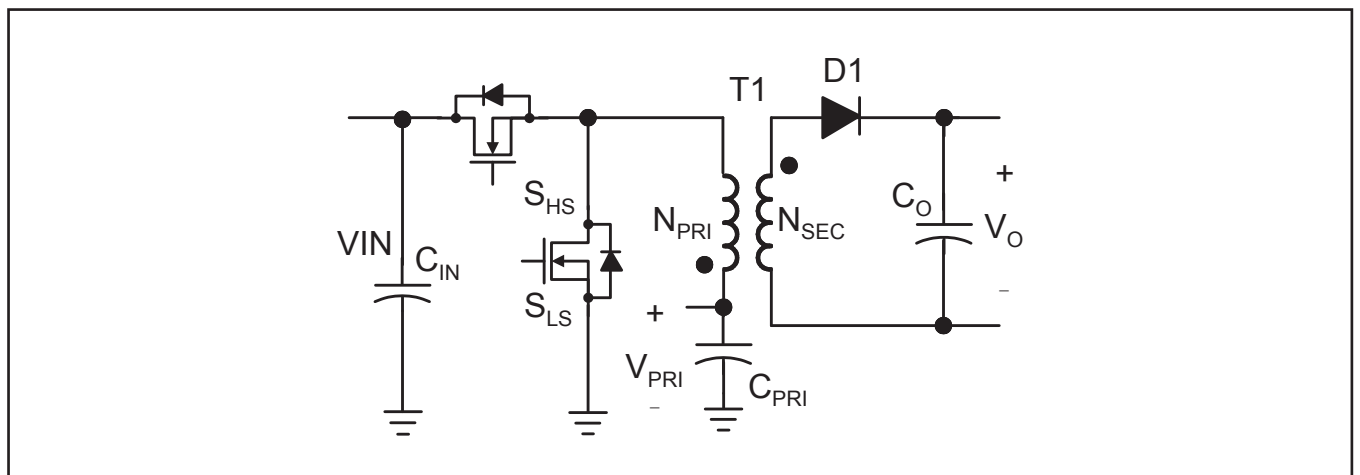 D1
T1
S_HS
N_PRI
N_SEC
C_O
+
V_O
–
VIN
C_IN
S_LS
+
V_PRI
–
C_PRI